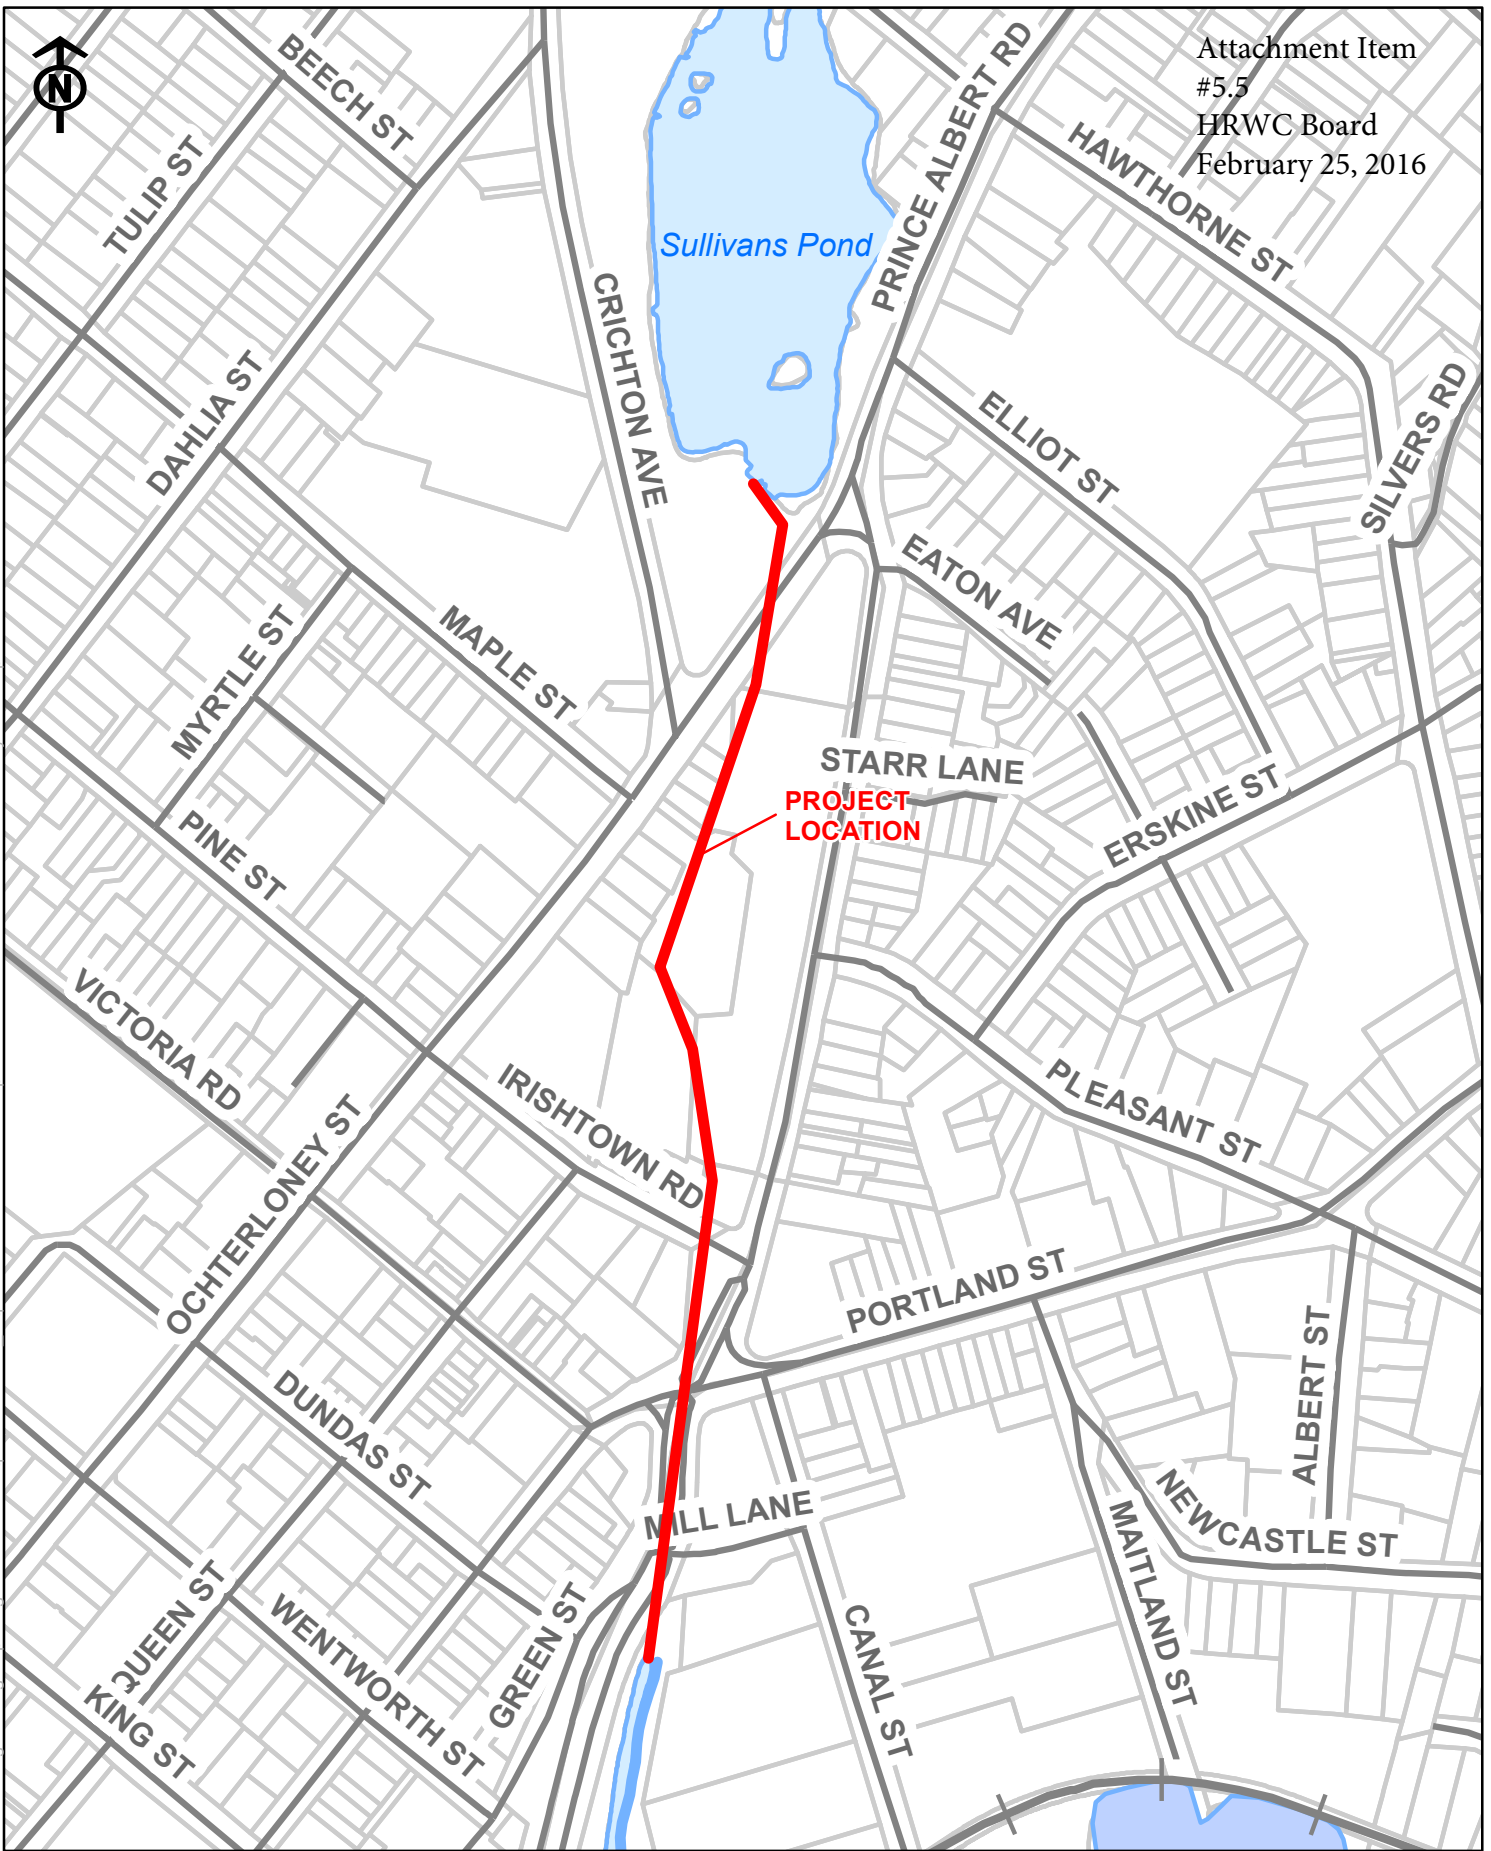 N
Attachment Item
#5.5
HRWC Board
February 25, 2016
BEECH ST
TULIP ST
PRINCE ALBERT RD
HAWTHORNE ST
Sullivans Pond
CRICHTON AVE
DAHLIA ST
ELLIOT ST
SILVERS RD
EATON AVE
MYRTLE ST
MAPLE ST
STARR LANE
PROJECT
LOCATION
ERSKINE ST
PINE ST
VICTORIA RD
IRISHTOWN RD
PLEASANT ST
OCHTERLONEY ST
PORTLAND ST
ALBERT ST
DUNDAS ST
MILL LANE
NEWCASTLE ST
MAITLAND ST
QUEEN ST
WENTWORTH ST
GREEN ST
CANAL ST
KING ST